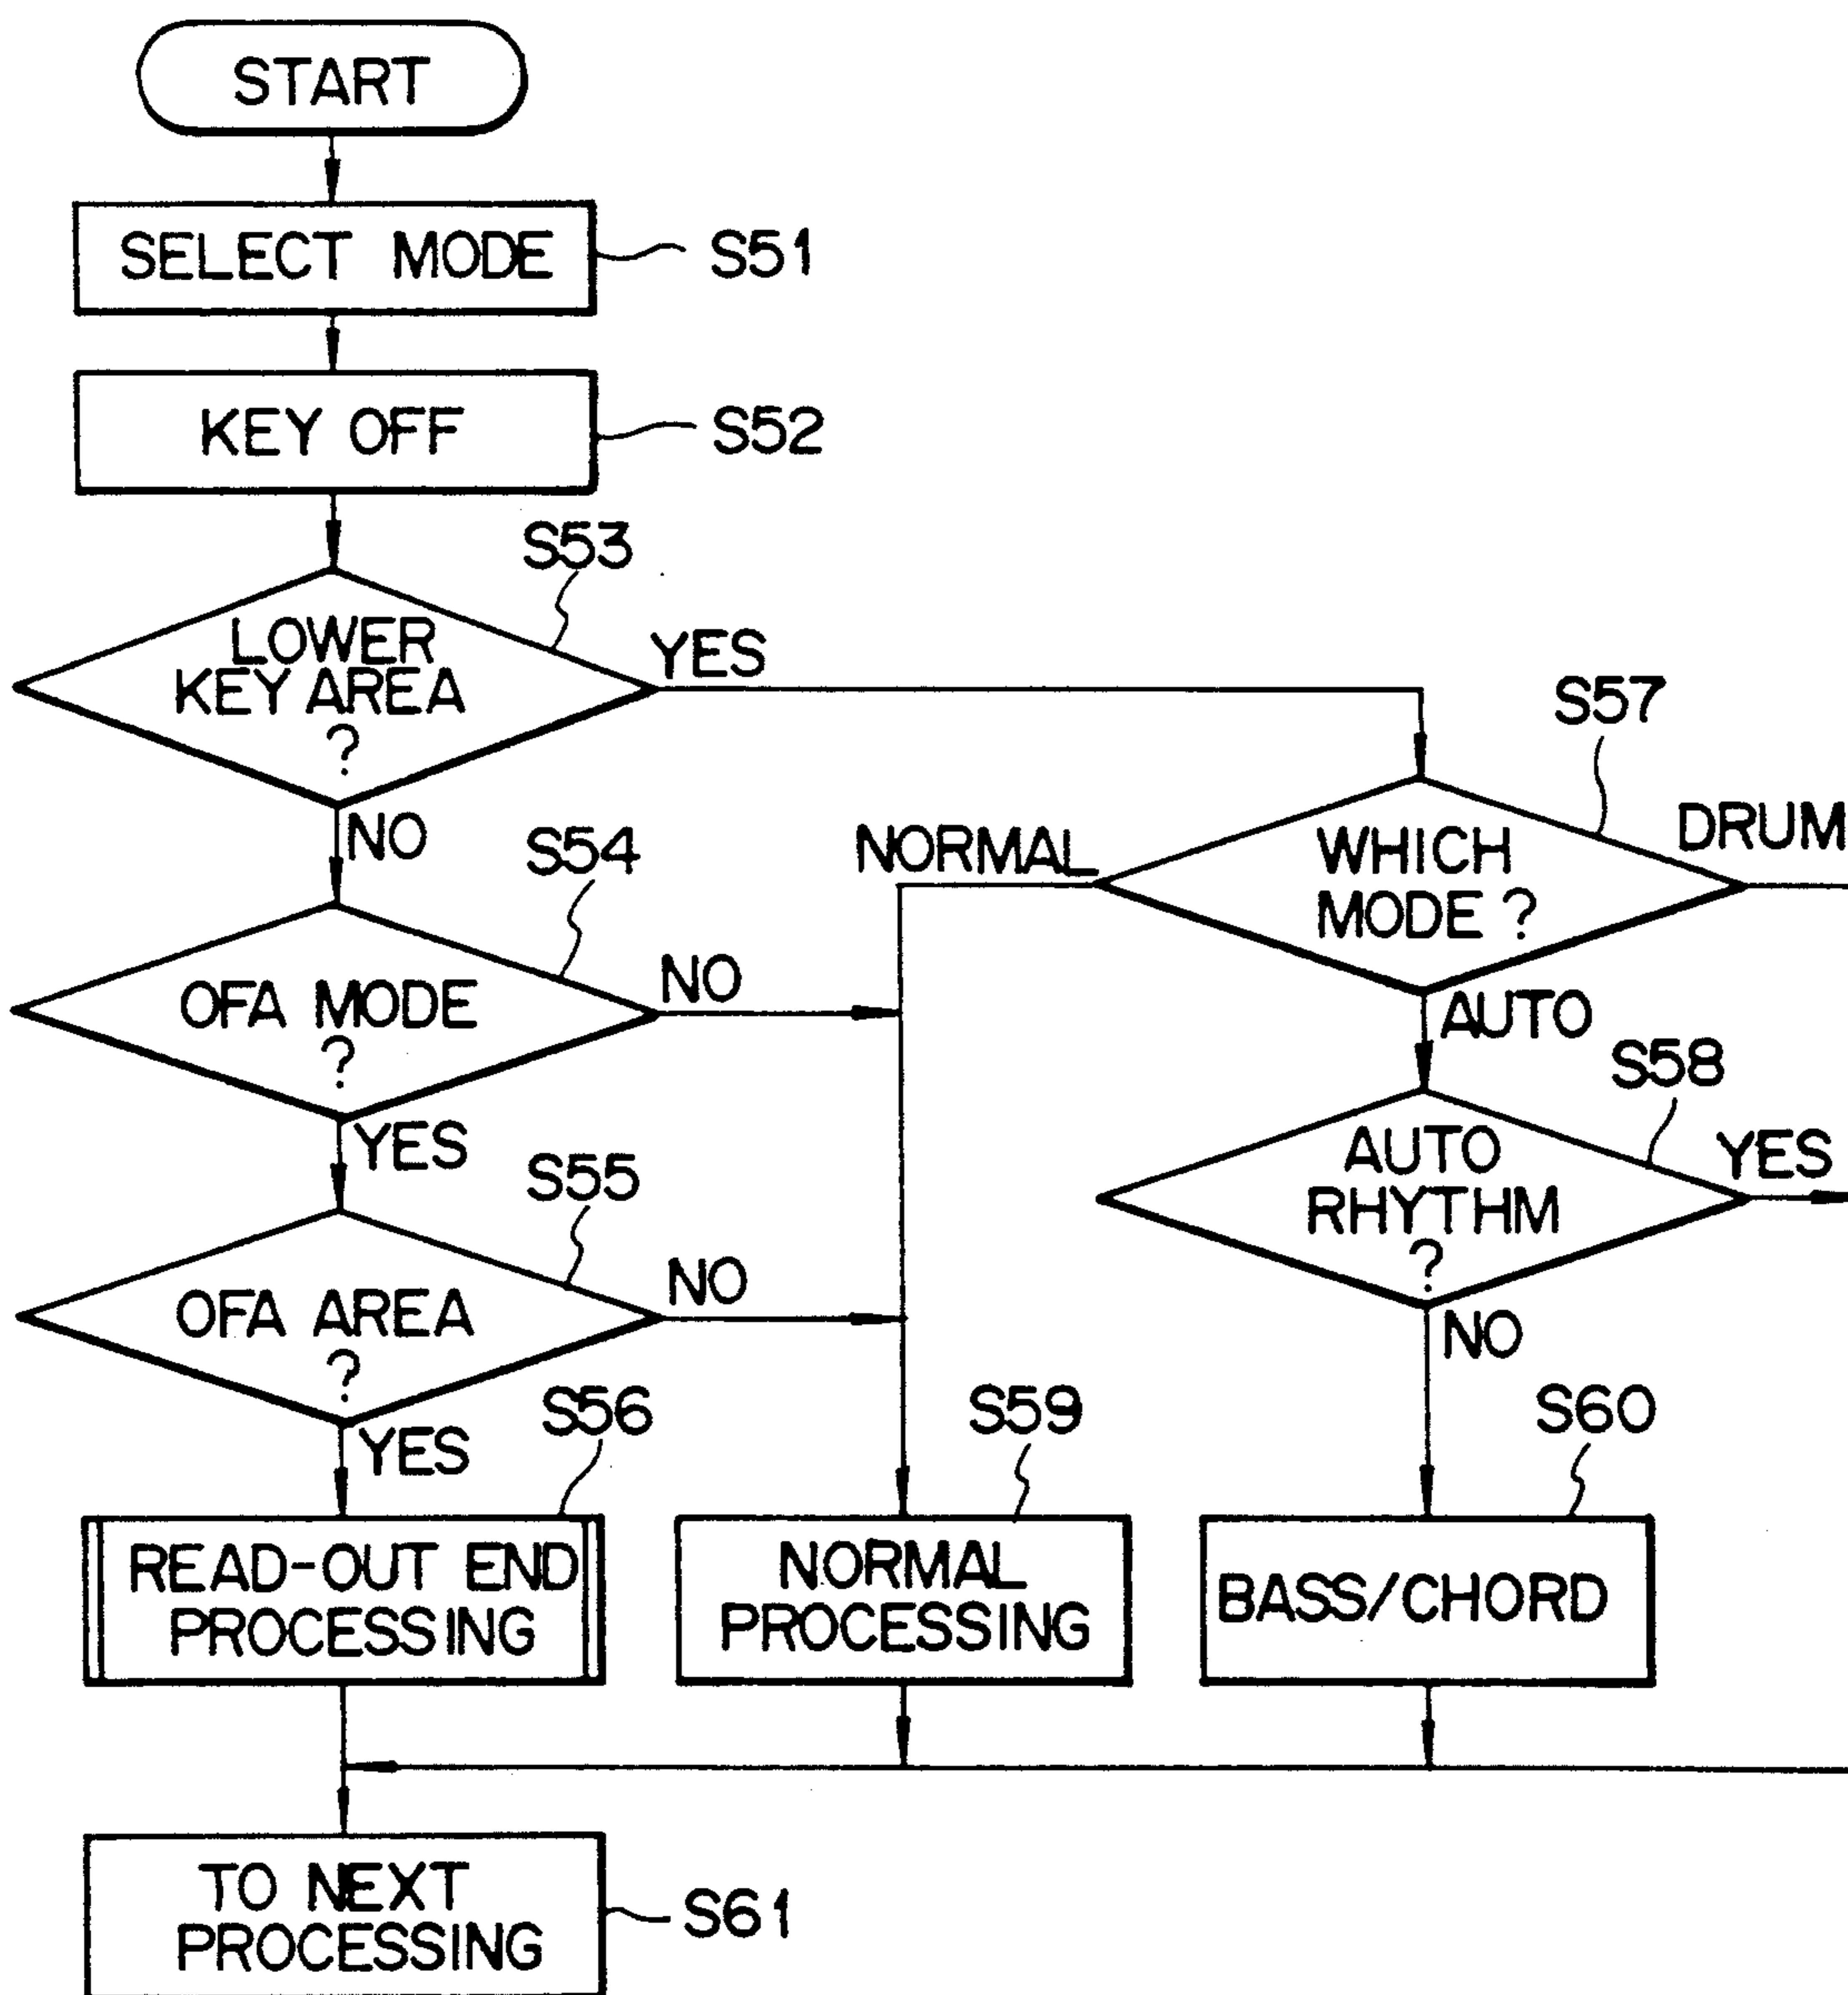 START
SELECT MODE
S51
KEY OFF
S52
S53
LOWER
KEY AREA
?
YES
NO
S57
WHICH
MODE ?
NORMAL
DRUM
AUTO
S54
OFA MODE
?
NO
YES
S58
AUTO
RHYTHM
?
YES
NO
S55
OFA AREA
?
NO
YES
S56
READ-OUT END
PROCESSING
S59
NORMAL
PROCESSING
S60
BASS/CHORD
TO NEXT
PROCESSING
S61